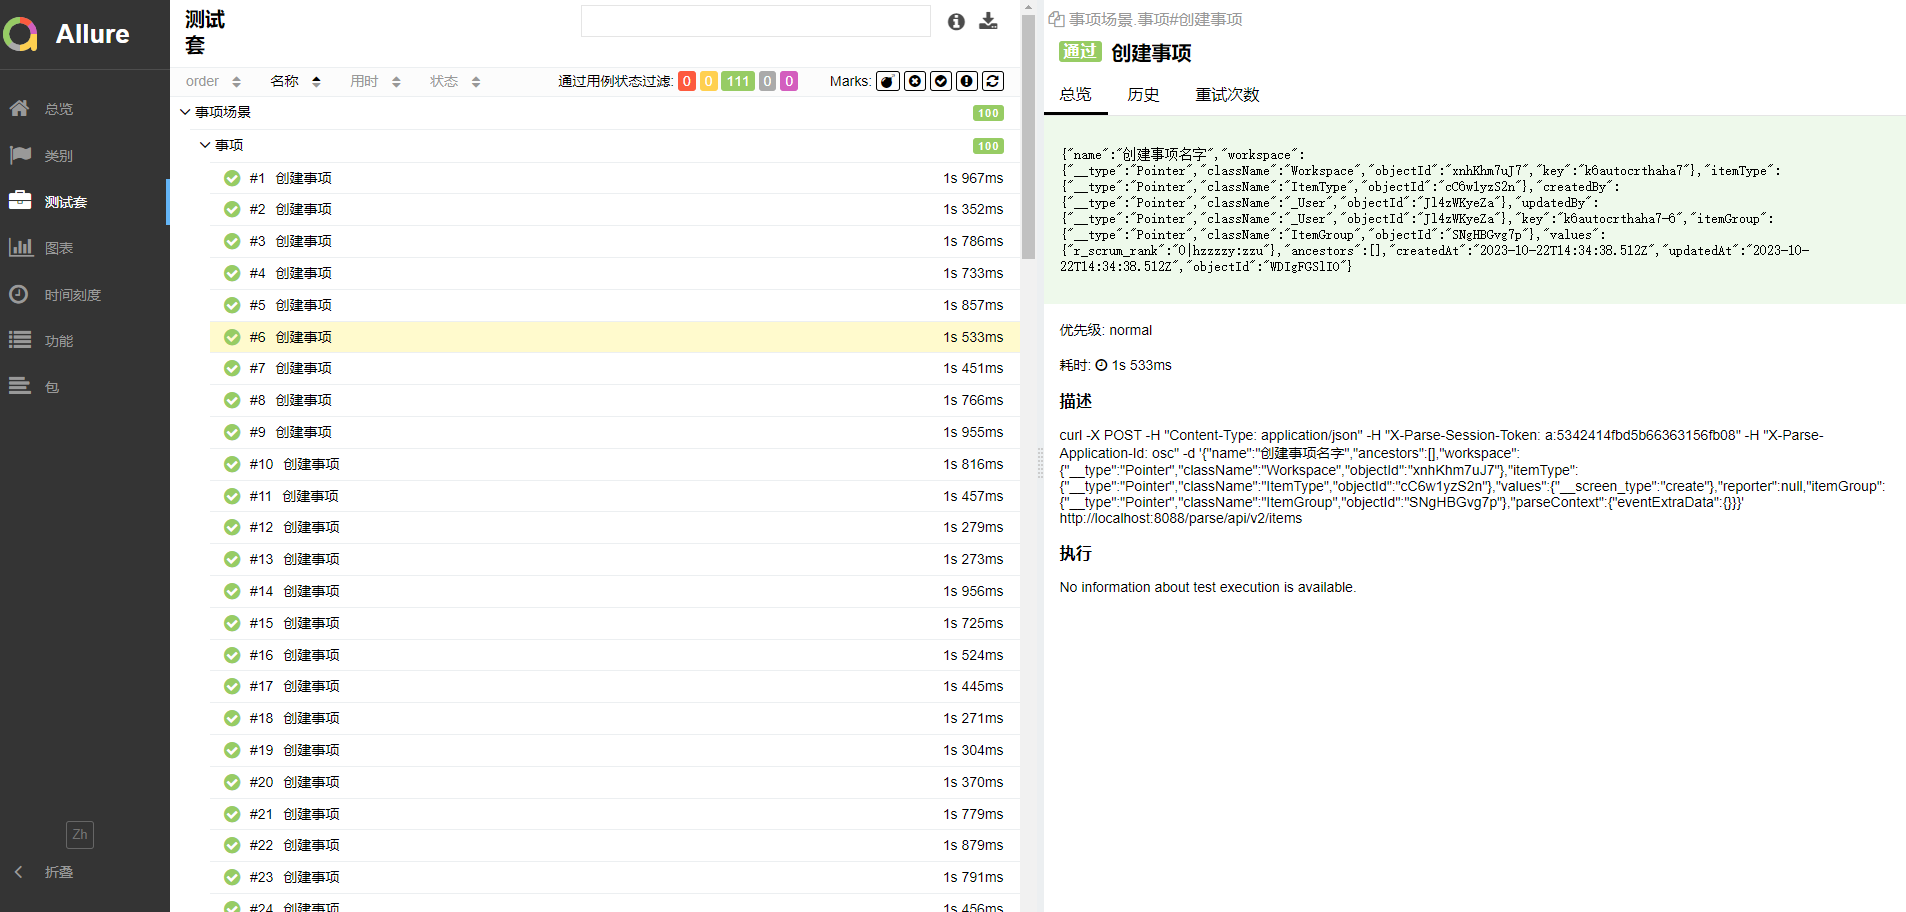 Allure
总览
类别
测试套
图表
时间刻度
功能
包
Zh
折叠
测试
套
order 名称 用时 状态 通过用例状态过滤: 0 0 111 0 0 Marks:
事项场景 100
事项 100
#1 创建事项 1s 967ms
#2 创建事项 1s 352ms
#3 创建事项 1s 786ms
#4 创建事项 1s 733ms
#5 创建事项 1s 857ms
#6 创建事项 1s 533ms
#7 创建事项 1s 451ms
#8 创建事项 1s 766ms
#9 创建事项 1s 955ms
#10 创建事项 1s 816ms
#11 创建事项 1s 457ms
#12 创建事项 1s 279ms
#13 创建事项 1s 273ms
#14 创建事项 1s 956ms
#15 创建事项 1s 725ms
#16 创建事项 1s 524ms
#17 创建事项 1s 445ms
#18 创建事项 1s 271ms
#19 创建事项 1s 304ms
#20 创建事项 1s 370ms
#21 创建事项 1s 779ms
#22 创建事项 1s 879ms
#23 创建事项 1s 791ms
#24 创建事项 1s 456ms
事项场景.事项#创建事项
通过 创建事项
总览 历史 重试次数
{"name":"创建事项名字","workspace":
{"__type":"Pointer","className":"Workspace","objectId":"xnhKhm7uJ7","key":"k6autocrthaha7"},"itemType":
{"__type":"Pointer","className":"ItemType","objectId":"cC6w1yzS2n"},"createdBy":
{"__type":"Pointer","className":"_User","objectId":"Jl4zWKyeZa"},"updatedBy":
{"__type":"Pointer","className":"_User","objectId":"Jl4zWKyeZa"},"key":"k6autocrthaha7-6","itemGroup":
{"__type":"Pointer","className":"ItemGroup","objectId":"SNgHBGvg7p"},"values":
{"r_scrum_rank":"0|hzzzzy:zzu"},"ancestors":[],"createdAt":"2023-10-22T14:34:38.512Z","updatedAt":"2023-10-
22T14:34:38.512Z","objectId":"WDIgFGSlIO"}
优先级: normal
耗时: 1s 533ms
描述
curl -X POST -H "Content-Type: application/json" -H "X-Parse-Session-Token: a:5342414fbd5b66363156fb08" -H "X-Parse-
Application-Id: osc" -d '{"name":"创建事项名字","ancestors":[],"workspace":
{"__type":"Pointer","className":"Workspace","objectId":"xnhKhm7uJ7"},"itemType":
{"__type":"Pointer","className":"ItemType","objectId":"cC6w1yzS2n"},"values":{"__screen_type":"create"},"reporter":null,"itemGroup":
{"__type":"Pointer","className":"ItemGroup","objectId":"SNgHBGvg7p"},"parseContext":{"eventExtraData":{}}}'
http://localhost:8088/parse/api/v2/items
执行
No information about test execution is available.